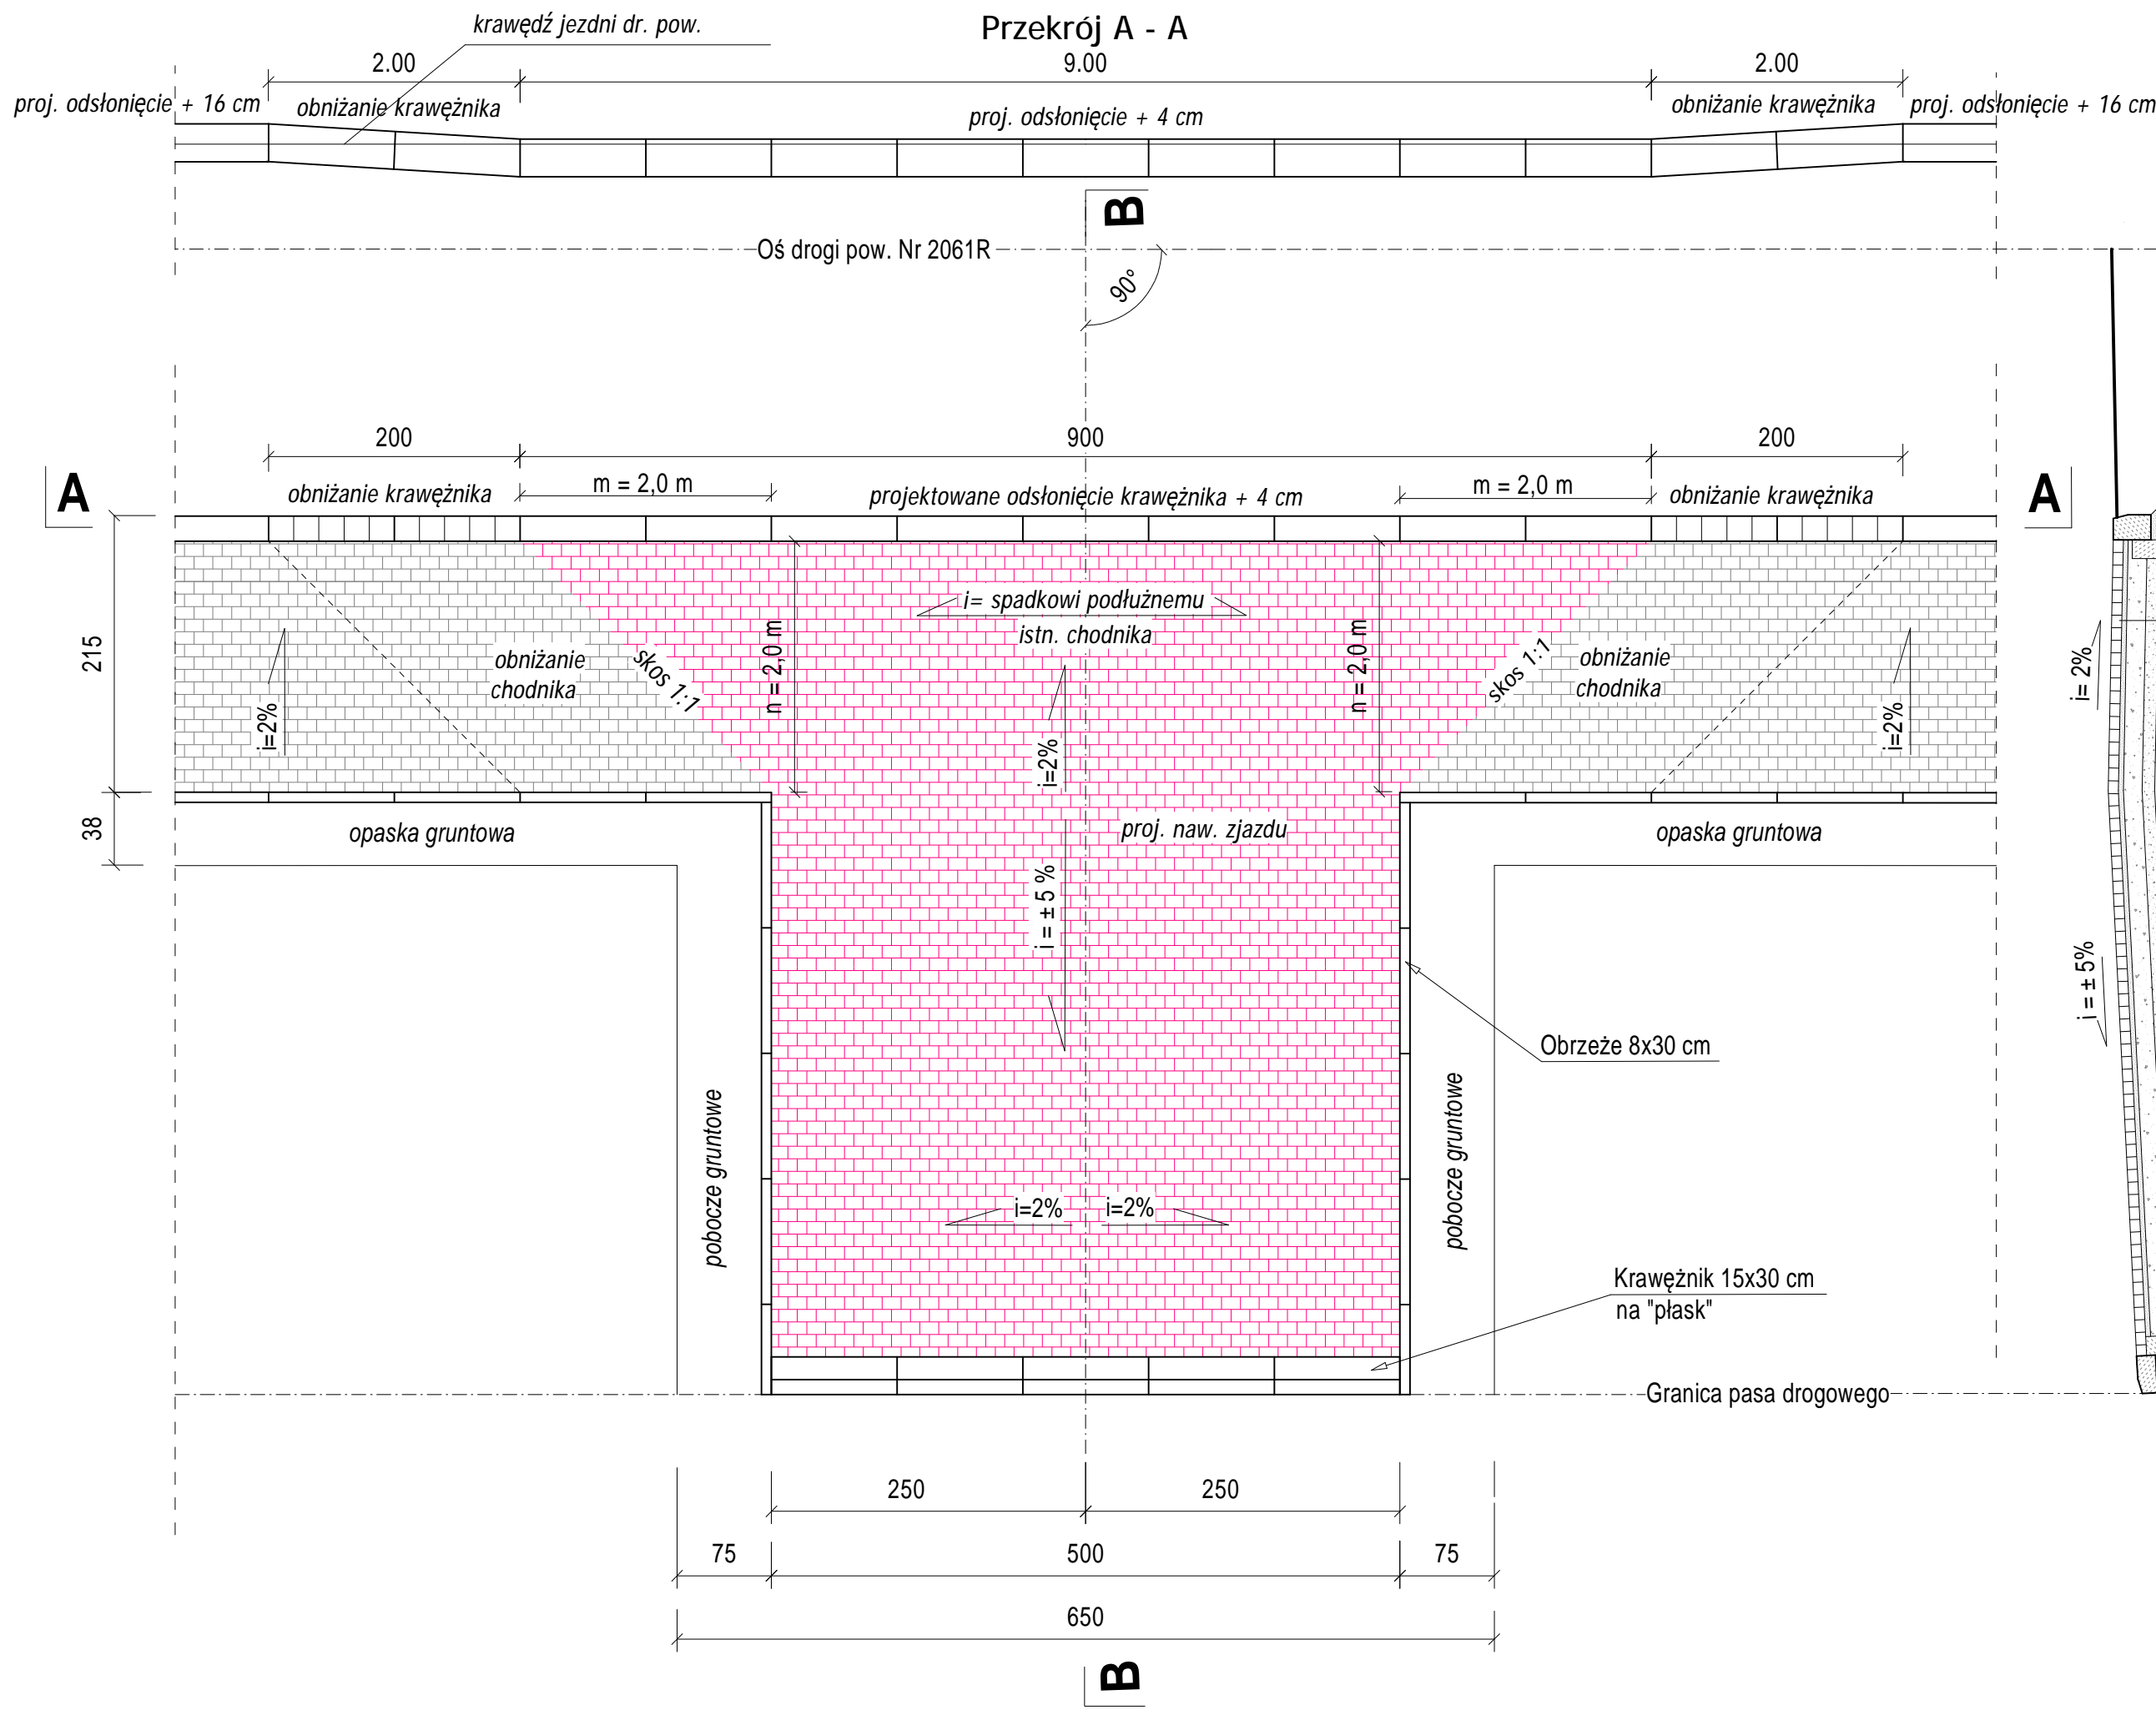 krawędź jezdni dr. pow.
Przekrój A - A
2.00
9.00
2.00
proj. odsłonięcie + 16 cm
obniżanie krawężnika
proj. odsłonięcie + 4 cm
obniżanie krawężnika
proj. odsłonięcie + 16 cm
B
Oś drogi pow. Nr 2061R
90°
200
900
200
A
obniżanie krawężnika
m = 2,0 m
projektowane odsłonięcie krawężnika + 4 cm
m = 2,0 m
obniżanie krawężnika
A
215
i= spadkowi podłużnemu
istn. chodnika
n = 2,0 m
n = 2,0 m
obniżanie
chodnika
skos 1:1
skos 1:1
obniżanie
chodnika
i=2%
i=2%
i=2%
i= 2%
38
opaska gruntowa
proj. naw. zjazdu
opaska gruntowa
i = ± 5 %
i = ± 5%
Obrzeże 8x30 cm
pobocze gruntowe
pobocze gruntowe
i=2%
i=2%
Krawężnik 15x30 cm
na "płask"
Granica pasa drogowego
250
250
75
500
75
650
B